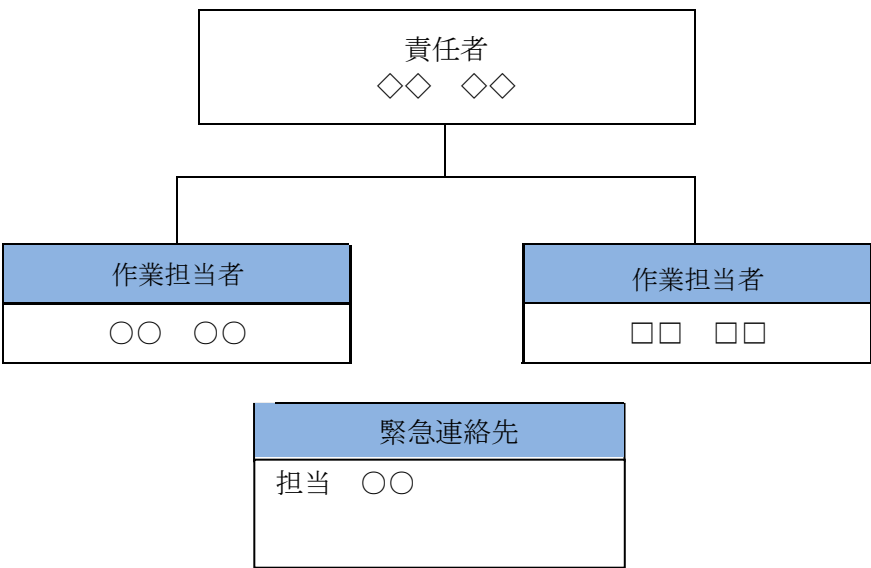 責任者
◇◇　◇◇
作業担当者
○○　○○
作業担当者
□□　□□
緊急連絡先
担当　○○